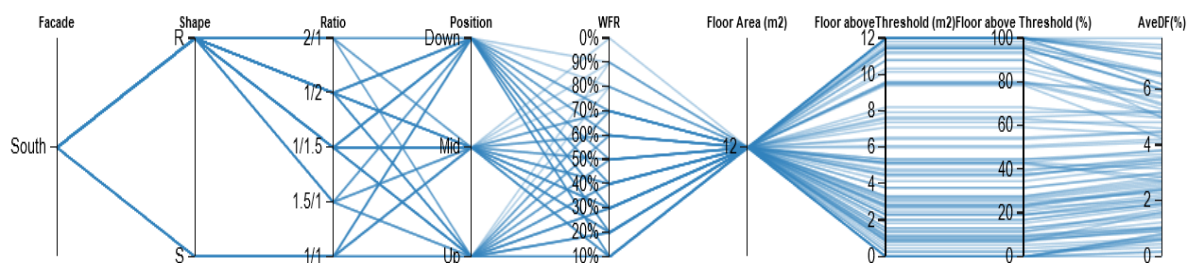 Facade Shape Ratio Position WFR Floor Area (m2) Floor aboveThreshold (m2) Floor above Threshold (%) AveDF(%)
R 2/1 Down 0% 12 100
90% 10
80% 80 6
1/2 70% 8
60% 60
South 1/1.5 Mid 50% 12 6 4
40% 40
1.5/1 30% 4
20% 2 20 2
S 1/1 Up 10% 0 0 0